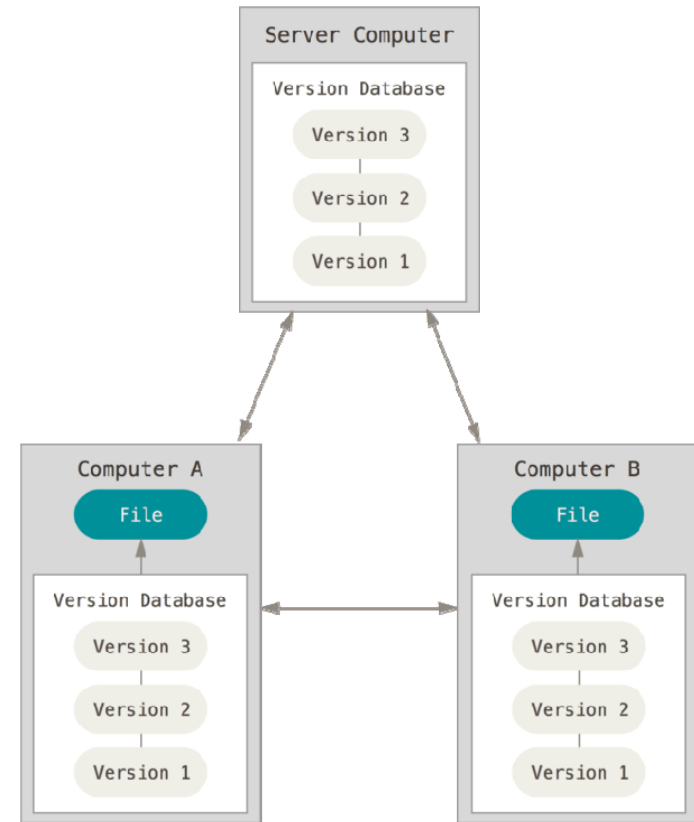 Server Computer
Version Database
Version 3
Version 2
Version 1
Computer A
File
Version Database
Version 3
Version 2
Version 1
Computer B
File
Version Database
Version 3
Version 2
Version 1